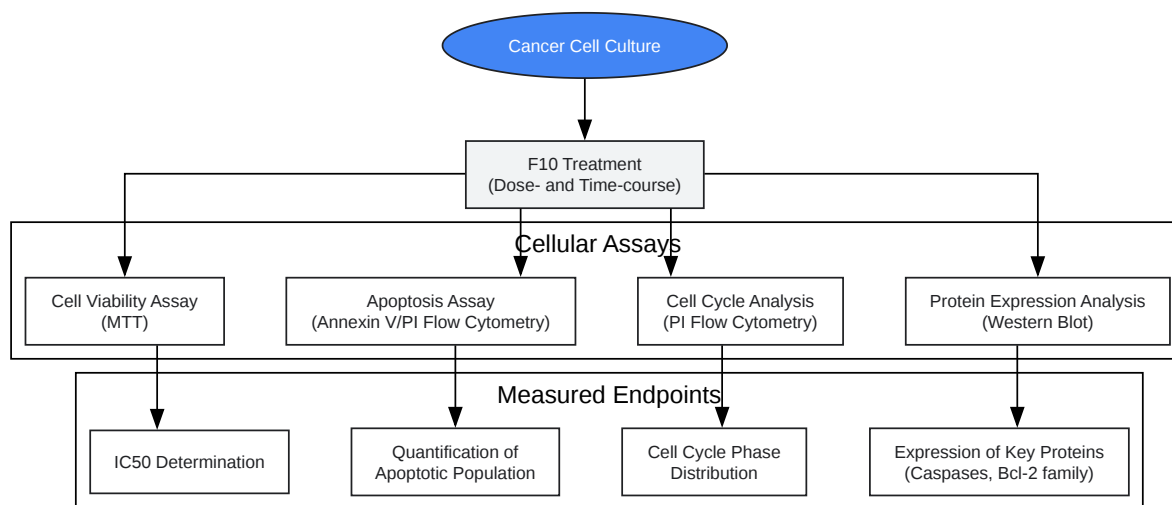 Cancer Cell Culture
F10 Treatment
(Dose- and Time-course)
Cellular Assays
Cell Viability Assay
(MTT)
Apoptosis Assay
(Annexin V/PI Flow Cytometry)
Cell Cycle Analysis
(PI Flow Cytometry)
Protein Expression Analysis
(Western Blot)
Measured Endpoints
IC50 Determination
Quantification of
Apoptotic Population
Cell Cycle Phase
Distribution
Expression of Key Proteins
(Caspases, Bcl-2 family)